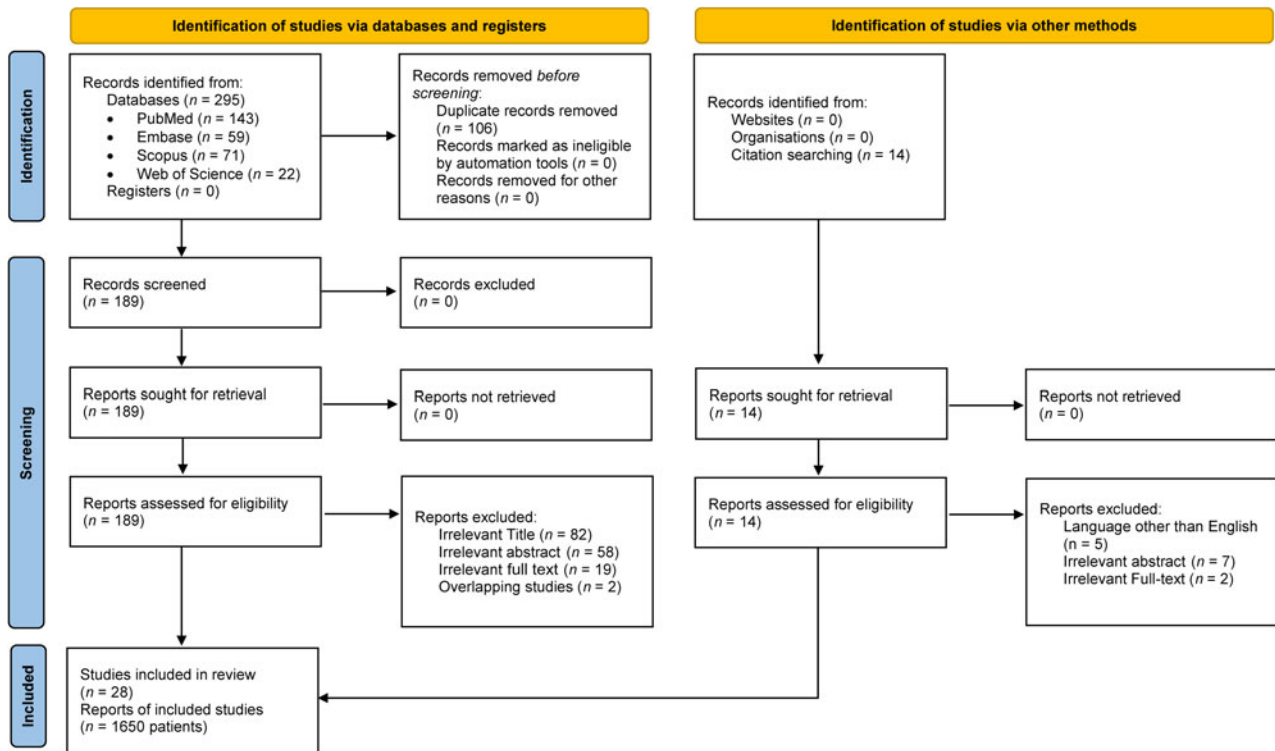 Identification of studies via databases and registers
Identification of studies via other methods
Identification
Records identified from:
Databases (n = 295)
• PubMed (n = 143)
• Embase (n = 59)
• Scopus (n = 71)
• Web of Science (n = 22)
Registers (n = 0)
Records removed before
screening:
Duplicate records removed
(n = 106)
Records marked as ineligible
by automation tools (n = 0)
Records removed for other
reasons (n = 0)
Records identified from:
Websites (n = 0)
Organisations (n = 0)
Citation searching (n = 14)
Screening
Records screened
(n = 189)
Records excluded
(n = 0)
Reports sought for retrieval
(n = 189)
Reports not retrieved
(n = 0)
Reports sought for retrieval
(n = 14)
Reports not retrieved
(n = 0)
Reports assessed for eligibility
(n = 189)
Reports excluded:
Irrelevant Title (n = 82)
Irrelevant abstract (n = 58)
Irrelevant full text (n = 19)
Overlapping studies (n = 2)
Reports assessed for eligibility
(n = 14)
Reports excluded:
Language other than English
(n = 5)
Irrelevant abstract (n = 7)
Irrelevant Full-text (n = 2)
Included
Studies included in review
(n = 28)
Reports of included studies
(n = 1650 patients)